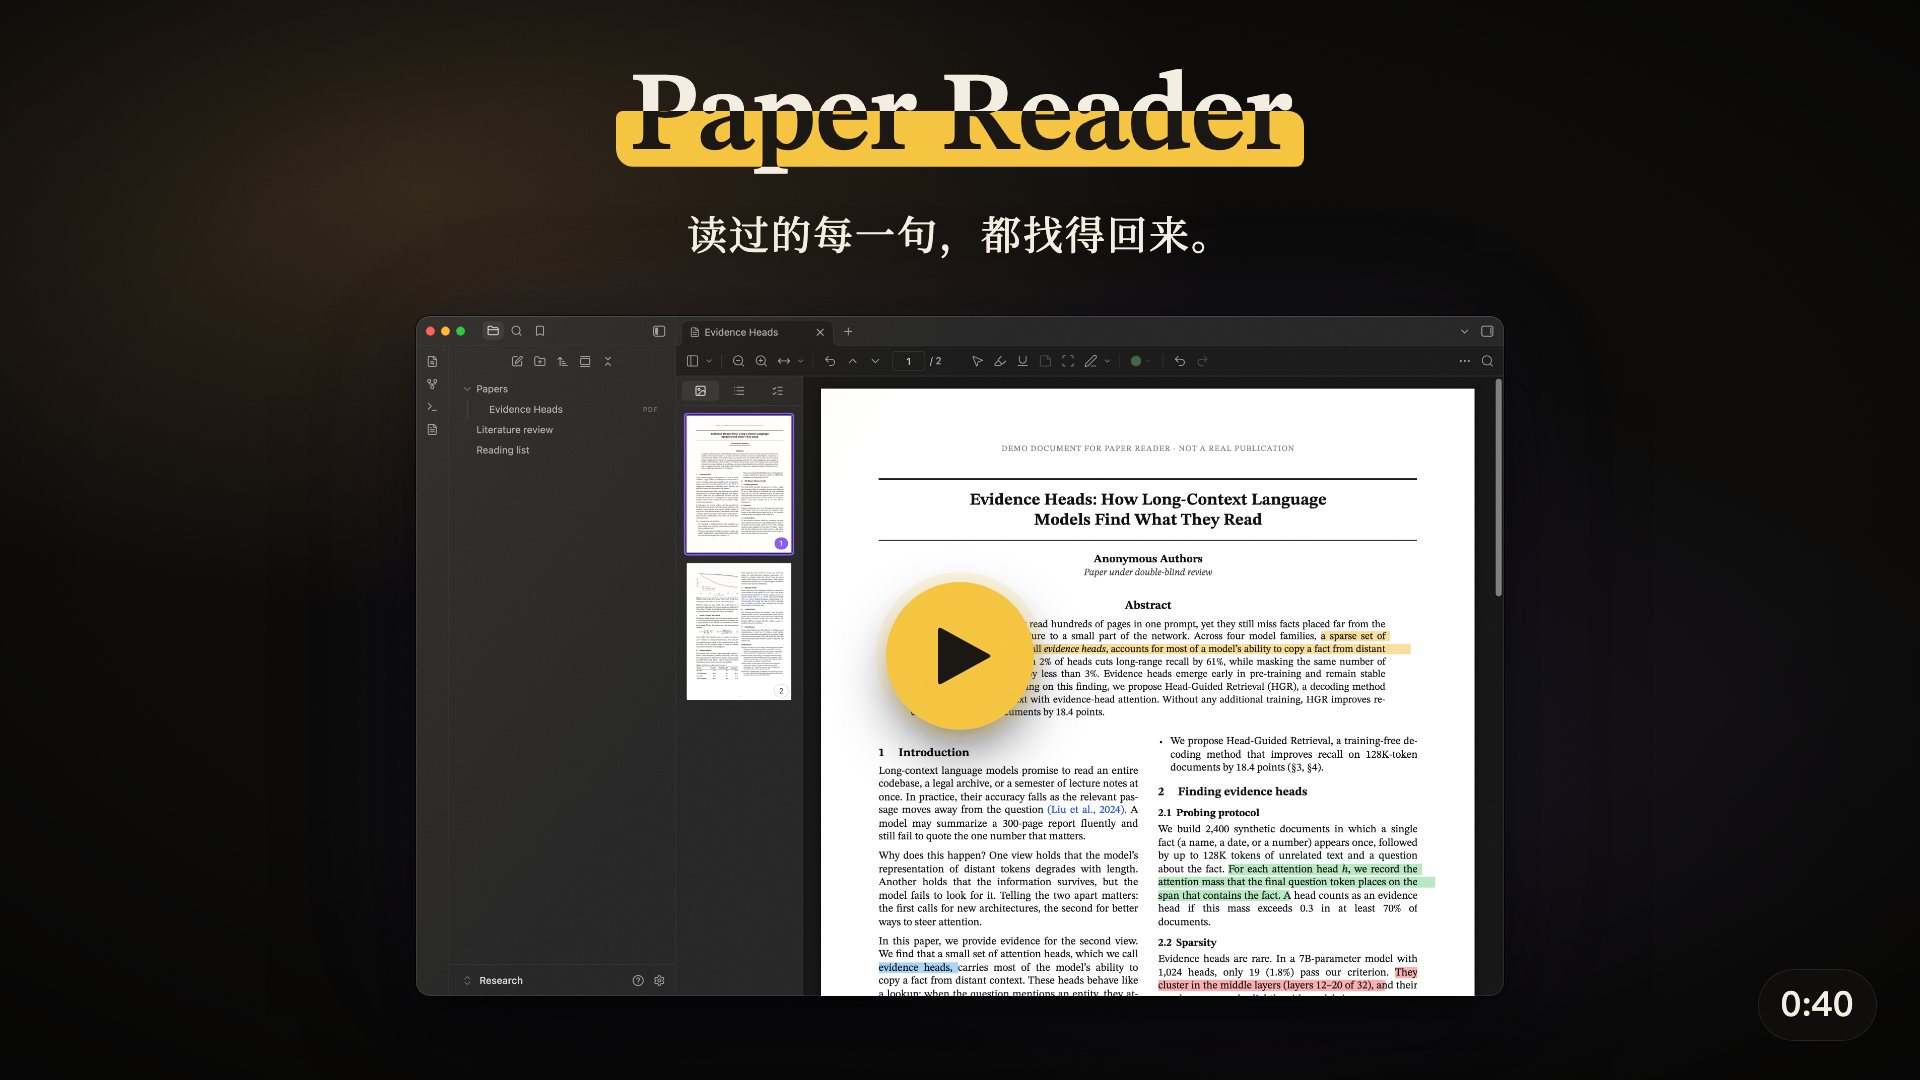 Paper Reader
读过的每一句，都找得回来。
Evidence Heads
1 / 2
Papers
Evidence Heads PDF
Literature review
Reading list
1
2
Research
DEMO DOCUMENT FOR PAPER READER · NOT A REAL PUBLICATION
Evidence Heads: How Long-Context Language
Models Find What They Read
Anonymous Authors
Paper under double-blind review
Abstract
read hundreds of pages in one prompt, yet they still miss facts placed far from the
to a small part of the network. Across four model families, a sparse set of
evidence heads, accounts for most of a model's ability to copy a fact from distant
2% of heads cuts long-range recall by 61%, while masking the same number of
less than 3%. Evidence heads emerge early in pre-training and remain stable
on this finding, we propose Head-Guided Retrieval (HGR), a decoding method
with evidence-head attention. Without any additional training, HGR improves re-
by 18.4 points.
1 Introduction
Long-context language models promise to read an entire
codebase, a legal archive, or a semester of lecture notes at
once. In practice, their accuracy falls as the relevant pas-
sage moves away from the question (Liu et al., 2024). A
model may summarize a 300-page report fluently and
still fail to quote the one number that matters.
Why does this happen? One view holds that the model's
representation of distant tokens degrades with length.
Another holds that the information survives, but the
model fails to look for it. Telling the two apart matters:
the first calls for new architectures, the second for better
ways to steer attention.
In this paper, we provide evidence for the second view.
We find that a small set of attention heads, which we call
evidence heads, carries most of the model's ability to
copy a fact from distant context. These heads behave like
a lookup: when the question mentions an entity, they at-
• We propose Head-Guided Retrieval, a training-free de-
coding method that improves recall on 128K-token
documents by 18.4 points (§3, §4).
2 Finding evidence heads
2.1 Probing protocol
We build 2,400 synthetic documents in which a single
fact (a name, a date, or a number) appears once, followed
by up to 128K tokens of unrelated text and a question
about the fact. For each attention head h, we record the
attention mass that the final question token places on the
span that contains the fact. A head counts as an evidence
head if this mass exceeds 0.3 in at least 70% of
documents.
2.2 Sparsity
Evidence heads are rare. In a 7B-parameter model with
1,024 heads, only 19 (1.8%) pass our criterion. They
cluster in the middle layers (layers 12–20 of 32), and their
0:40